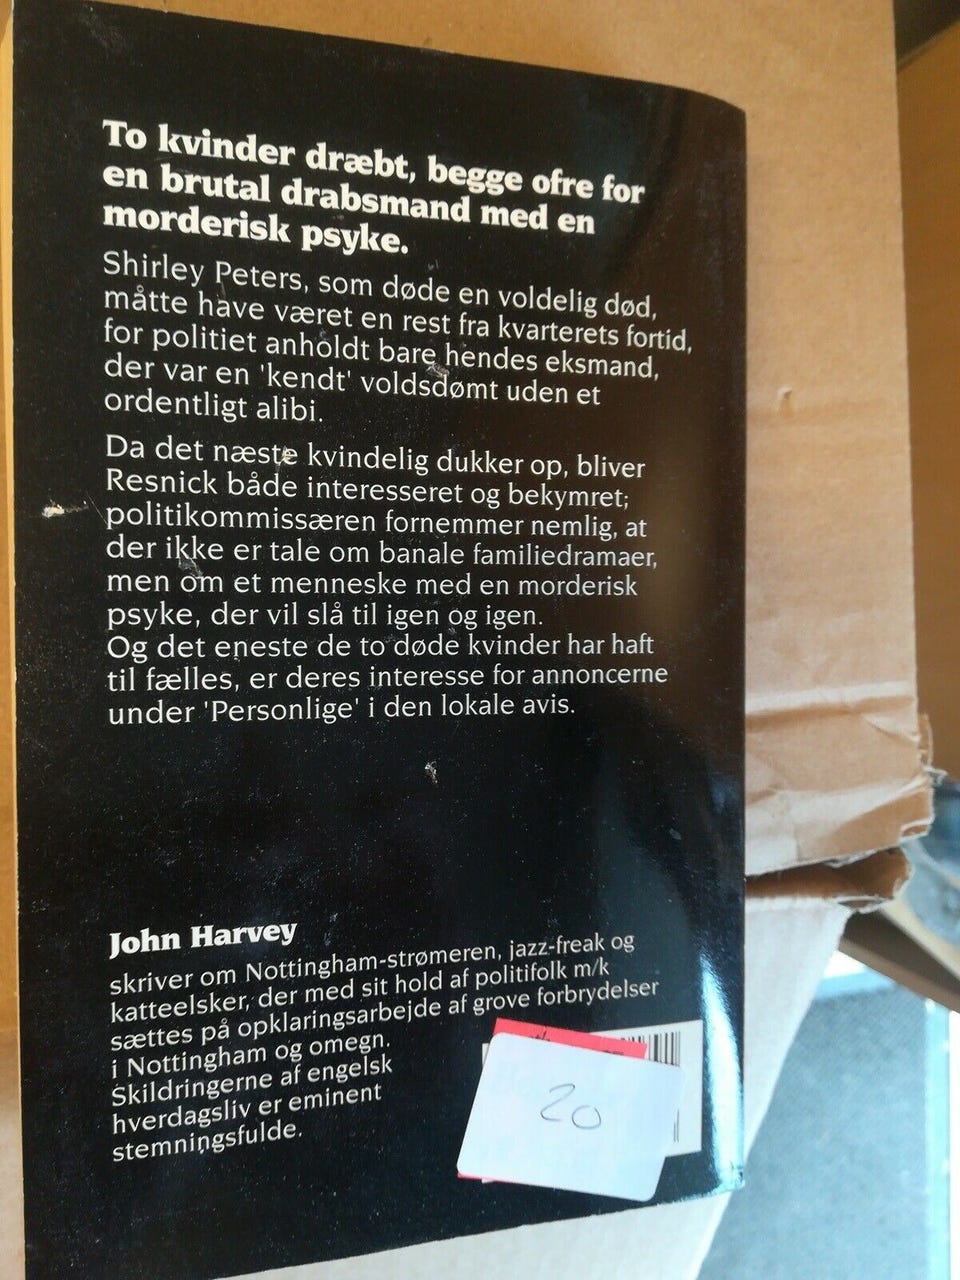 To kvinder dræbt, begge ofre for
en brutal drabsmand med en
morderisk psyke.
Shirley Peters, som døde en voldelig død,
måtte have været en rest fra kvarterets fortid,
for politiet anholdt bare hendes eksmand,
der var en 'kendt' voldsdømt uden et
ordentligt alibi.
Da det næste kvindelig dukker op, bliver
Resnick både interesseret og bekymret;
politikommissæren fornemmer nemlig, at
der ikke er tale om banale familiedramaer,
men om et menneske med en morderisk
psyke, der vil slå til igen og igen.
Og det eneste de to døde kvinder har haft
til fælles, er deres interesse for annoncerne
under 'Personlige' i den lokale avis.
John Harvey
skriver om Nottingham-strømeren, jazz-freak og
katteelsker, der med sit hold af politifolk m/k
sættes på opklaringsarbejde af grove forbrydelser
i Nottingham og omegn.
Skildringerne af engelsk
hverdagsliv er eminent
stemningsfulde.
20